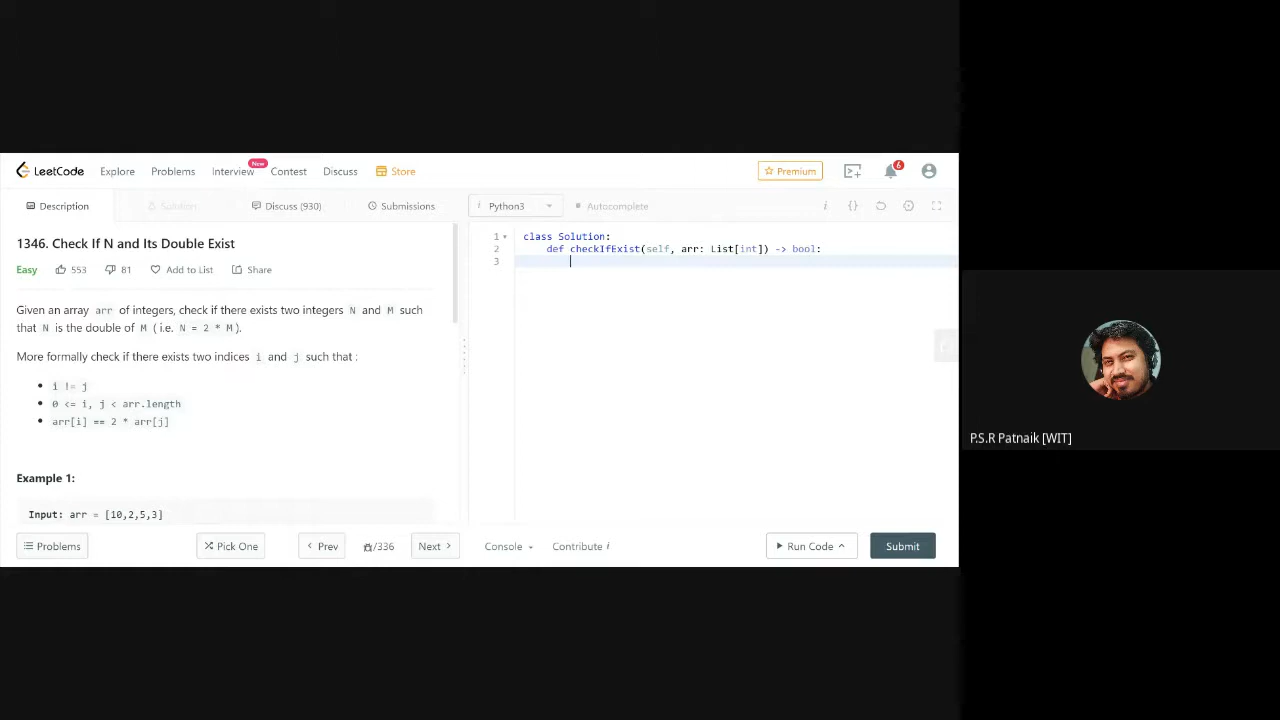 LeetCode Explore Problems Interview New Contest Discuss Store Premium 6
Description Solution Discuss (930) Submissions i Python3 Autocomplete i {}
1346. Check If N and Its Double Exist
Easy 553 81 Add to List Share
Given an array arr of integers, check if there exists two integers N and M such
that N is the double of M ( i.e. N = 2 * M).
More formally check if there exists two indices i and j such that :
i != j
0 <= i, j < arr.length
arr[i] == 2 * arr[j]
Example 1:
Input: arr = [10,2,5,3]
1 class Solution:
2 def checkIfExist(self, arr: List[int]) -> bool:
3
Problems Pick One Prev /336 Next Console Contribute i Run Code Submit
P.S.R Patnaik [WIT]